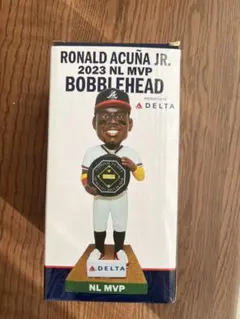 RONALD ACUÑA JR.
2023 NL MVP
BOBBLEHEAD
PRESENTED BY
DELTA
A
DELTA
NL MVP